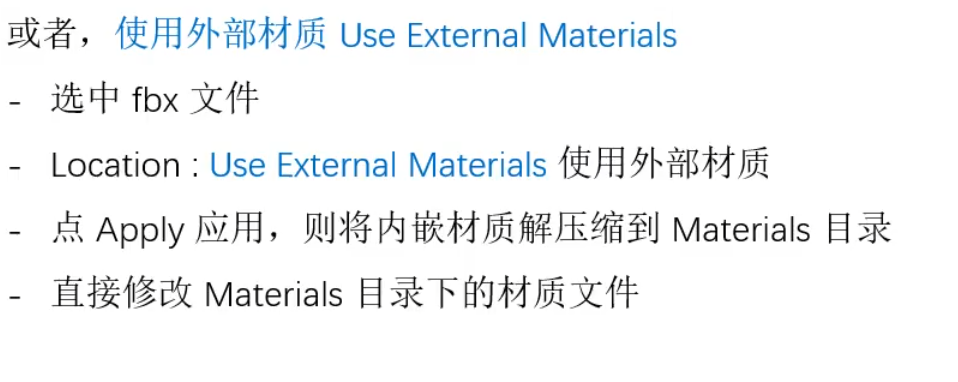 或者，使用外部材质 Use External Materials
- 选中 fbx 文件
- Location : Use External Materials 使用外部材质
- 点 Apply 应用，则将内嵌材质解压缩到 Materials 目录
- 直接修改 Materials 目录下的材质文件